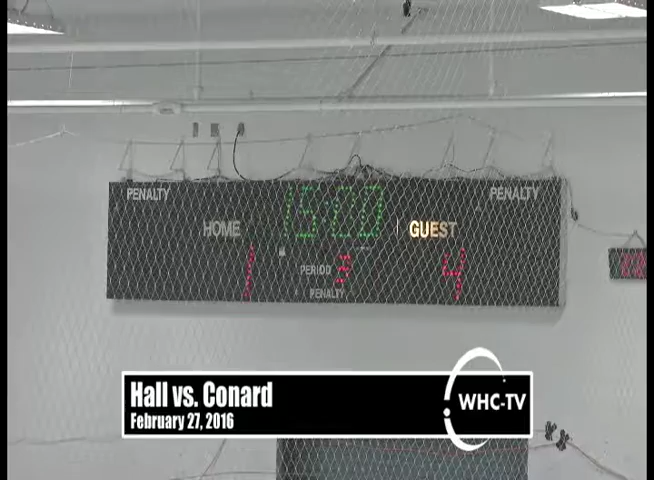 PENALTY
PENALTY
15:00
HOME
GUEST
1
PERIOD 3
4
PENALTY
Hall vs. Conard
February 27, 2016
WHC-TV